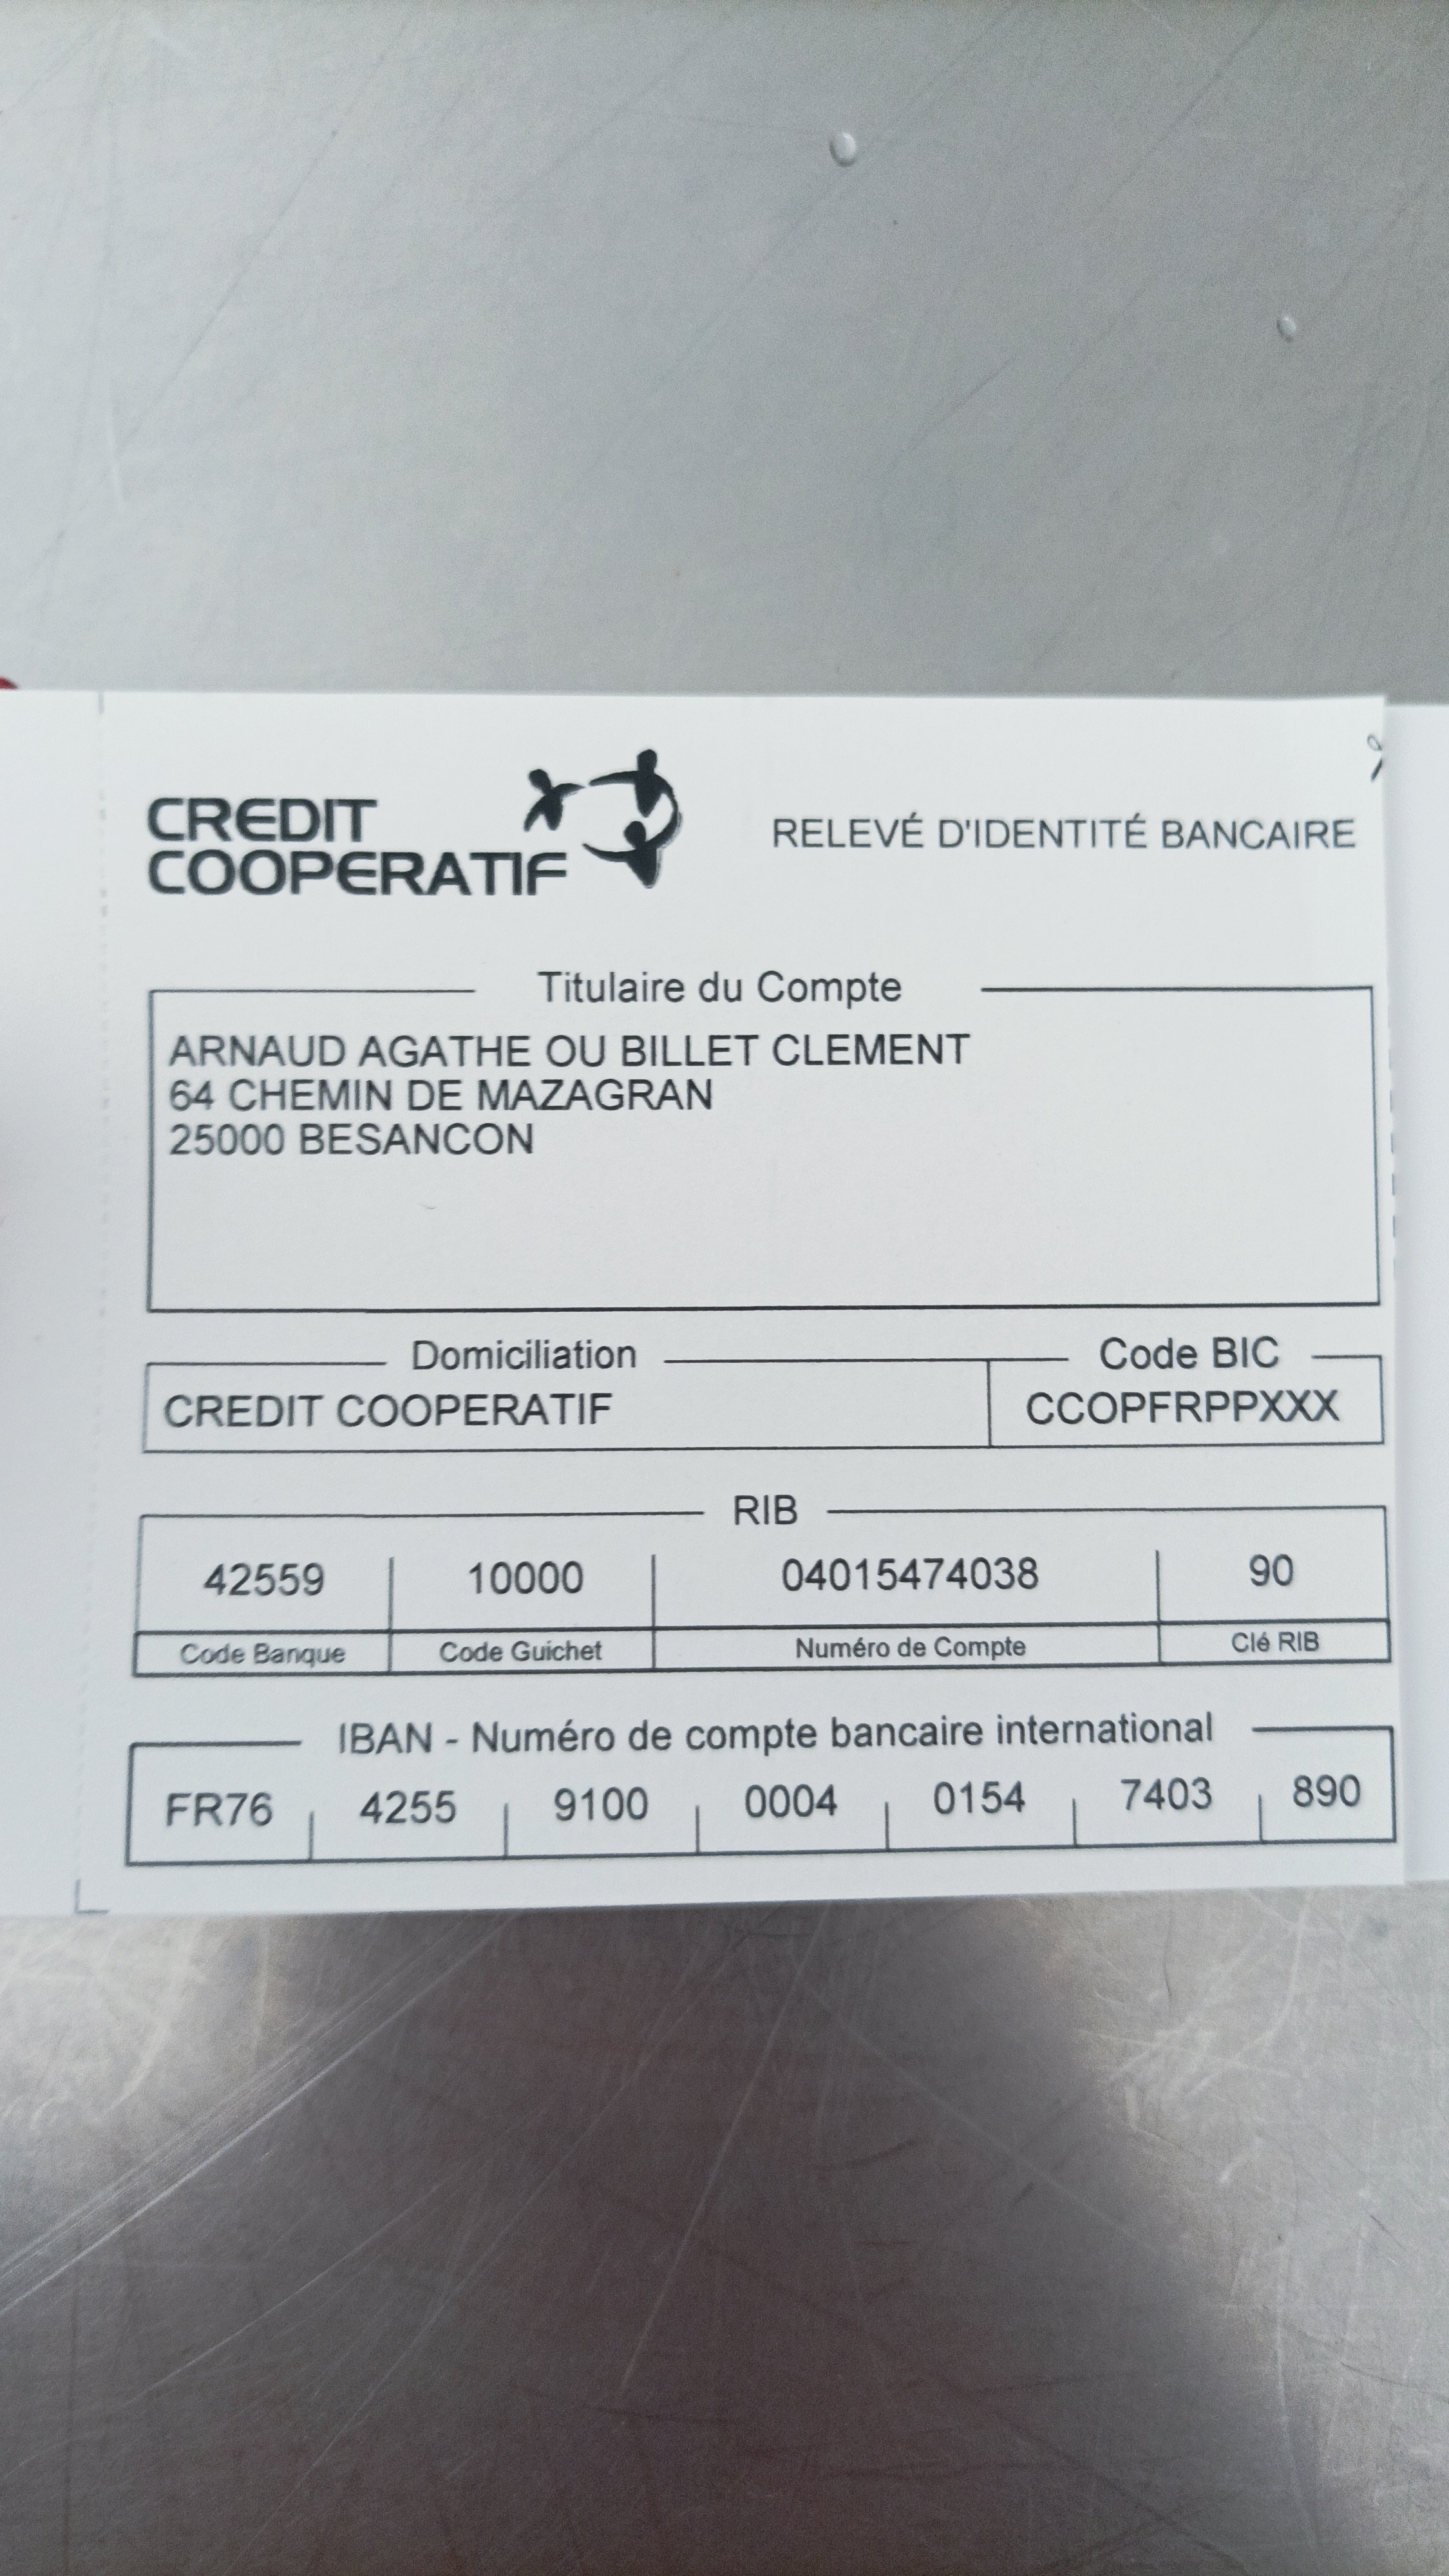 CREDIT
COOPERATIF
RELEVÉ D'IDENTITÉ BANCAIRE
Titulaire du Compte
ARNAUD AGATHE OU BILLET CLEMENT
64 CHEMIN DE MAZAGRAN
25000 BESANCON
Domiciliation Code BIC
CREDIT COOPERATIF CCOPFRPPXXX
RIB
42559 10000 04015474038 90
Code Banque Code Guichet Numéro de Compte Clé RIB
IBAN - Numéro de compte bancaire international
FR76 4255 9100 0004 0154 7403 890